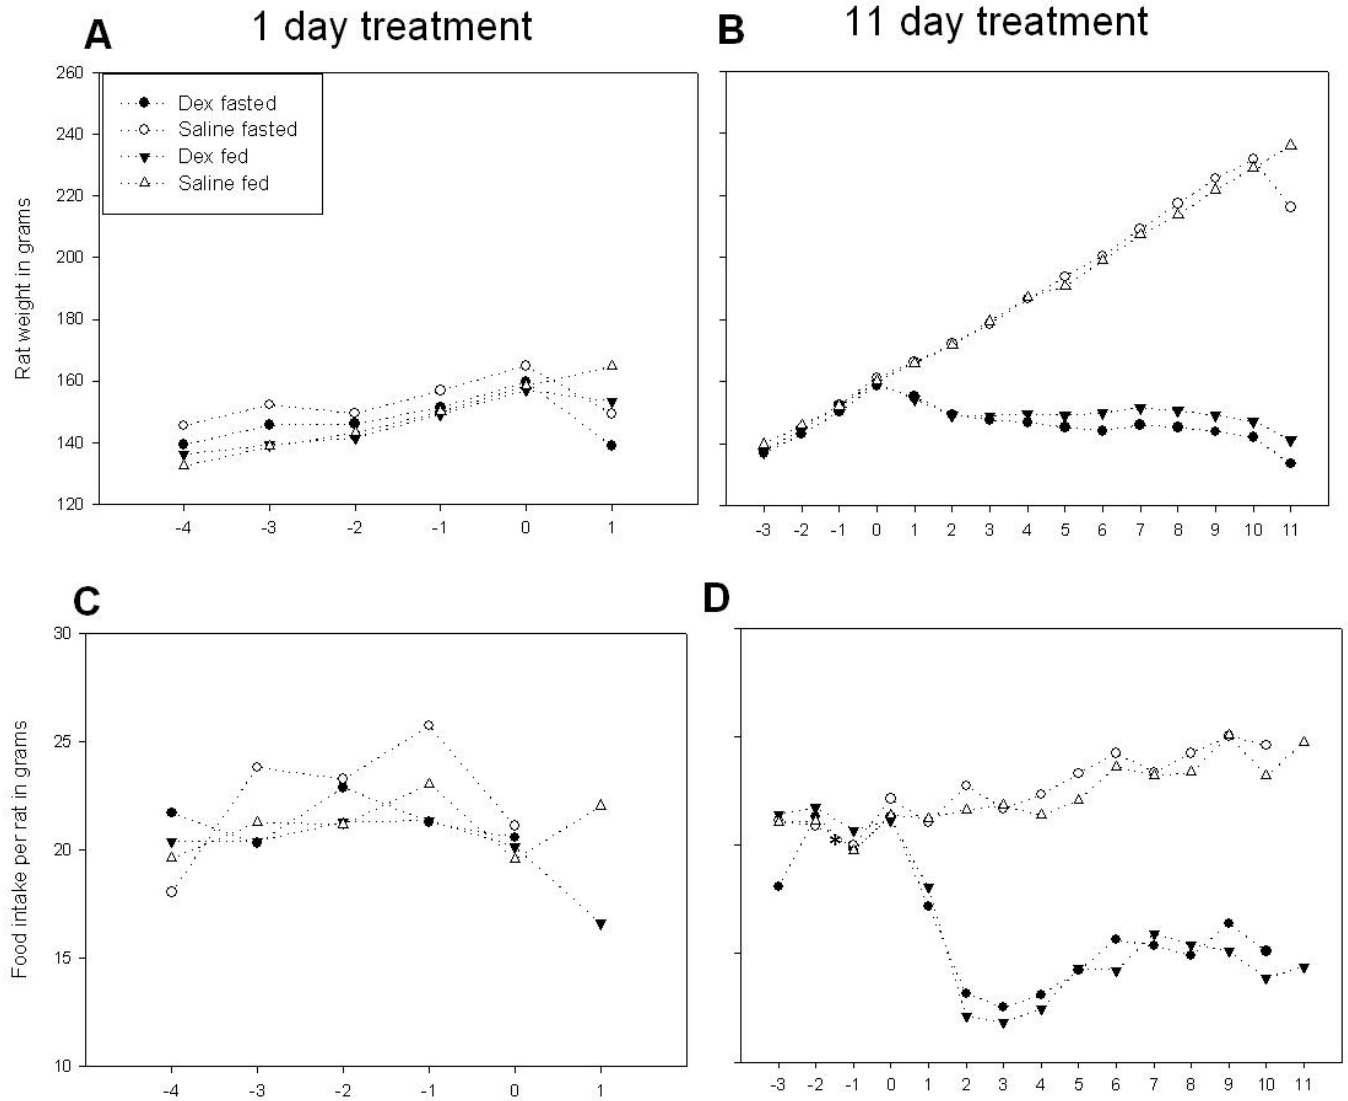 A 1 day treatment
B 11 day treatment
260
240
220
200
180
160
140
120
Rat weight in grams
Dex fasted
Saline fasted
Dex fed
Saline fed
-4 -3 -2 -1 0 1
-3 -2 -1 0 1 2 3 4 5 6 7 8 9 10 11
C
D
30
25
20
15
10
Food intake per rat in grams
*
-4 -3 -2 -1 0 1
-3 -2 -1 0 1 2 3 4 5 6 7 8 9 10 11